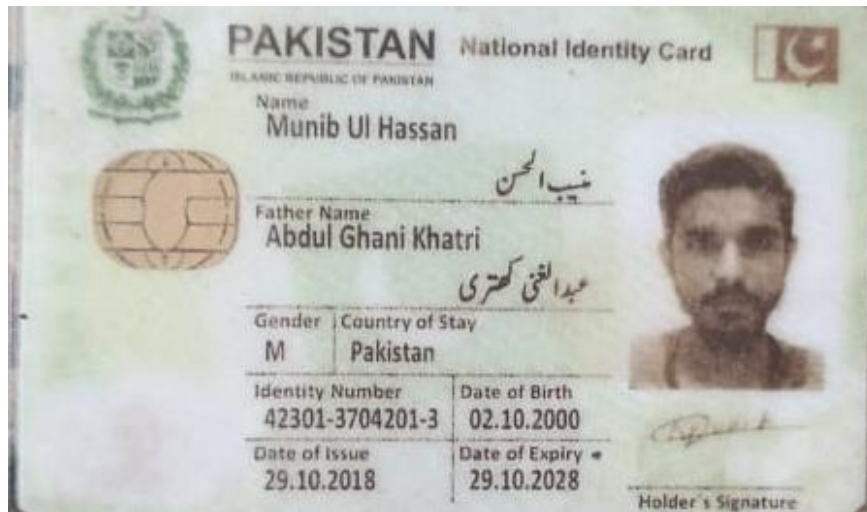 PAKISTAN National Identity Card
ISLAMIC REPUBLIC OF PAKISTAN
Name
Munib Ul Hassan
منیب الحسن
Father Name
Abdul Ghani Khatri
عبدالغنی کھتری
Gender Country of Stay
M Pakistan
Identity Number Date of Birth
42301-3704201-3 02.10.2000
Date of Issue Date of Expiry
29.10.2018 29.10.2028
Holder's Signature